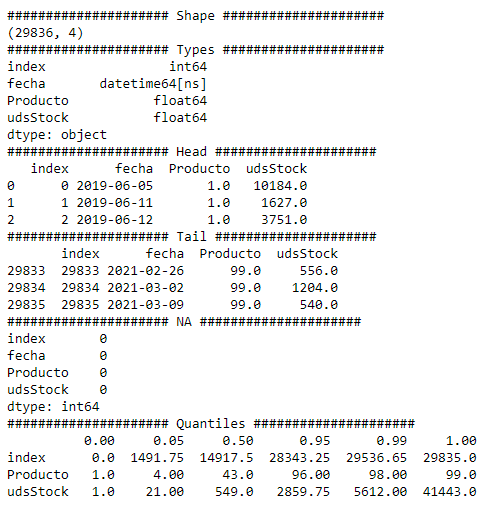 ##################### Shape #####################
(29836, 4)
##################### Types #####################
index                int64
fecha       datetime64[ns]
Producto           float64
udsStock           float64
dtype: object
##################### Head #####################
   index      fecha  Producto  udsStock
0      0 2019-06-05       1.0   10184.0
1      1 2019-06-11       1.0    1627.0
2      2 2019-06-12       1.0    3751.0
##################### Tail #####################
       index      fecha  Producto  udsStock
29833  29833 2021-02-26      99.0     556.0
29834  29834 2021-03-02      99.0    1204.0
29835  29835 2021-03-09      99.0     540.0
##################### NA #####################
index       0
fecha       0
Producto    0
udsStock    0
dtype: int64
##################### Quantiles #####################
          0.00     0.05     0.50      0.95      0.99     1.00
index      0.0  1491.75  14917.5  28343.25  29536.65  29835.0
Producto   1.0     4.00     43.0     96.00     98.00     99.0
udsStock   1.0    21.00    549.0   2859.75   5612.00  41443.0